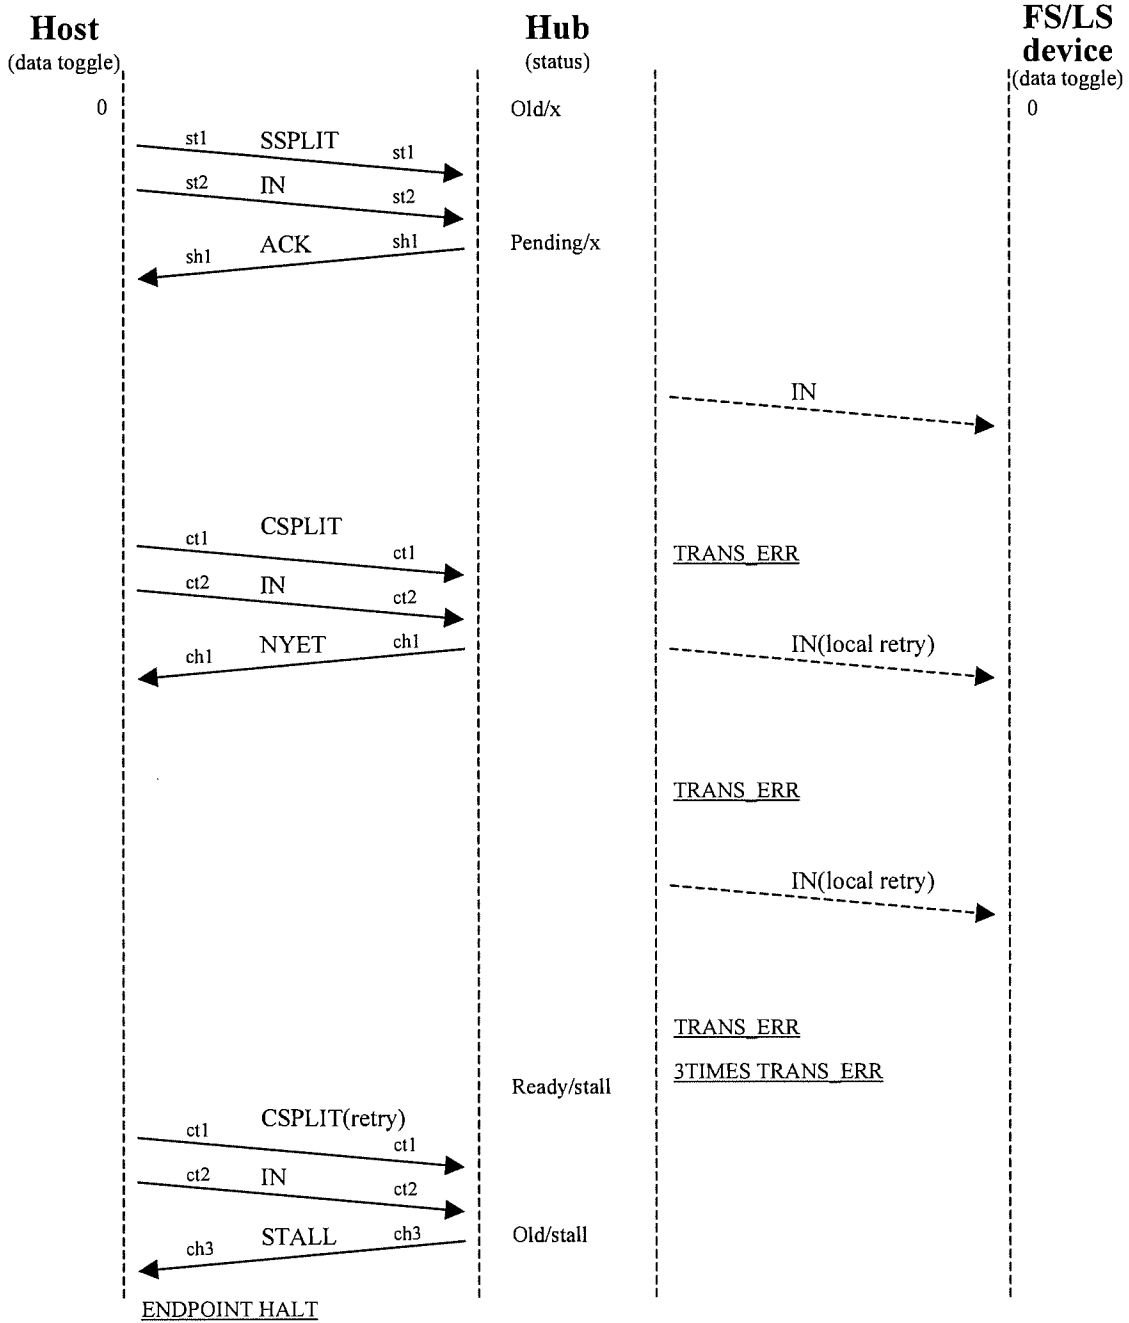 Host
(data toggle)
Hub
(status)
FS/LS
device
(data toggle)
0
Old/x
0
st1 SSPLIT st1
st2 IN st2
ACK
sh1 sh1
Pending/x
IN
CSPLIT
ct1 ct1
TRANS_ERR
ct2 IN ct2
NYET
ch1 ch1
IN(local retry)
TRANS_ERR
IN(local retry)
TRANS_ERR
3TIMES TRANS_ERR
Ready/stall
CSPLIT(retry)
ct1 ct1
ct2 IN ct2
STALL
ch3 ch3
Old/stall
ENDPOINT HALT